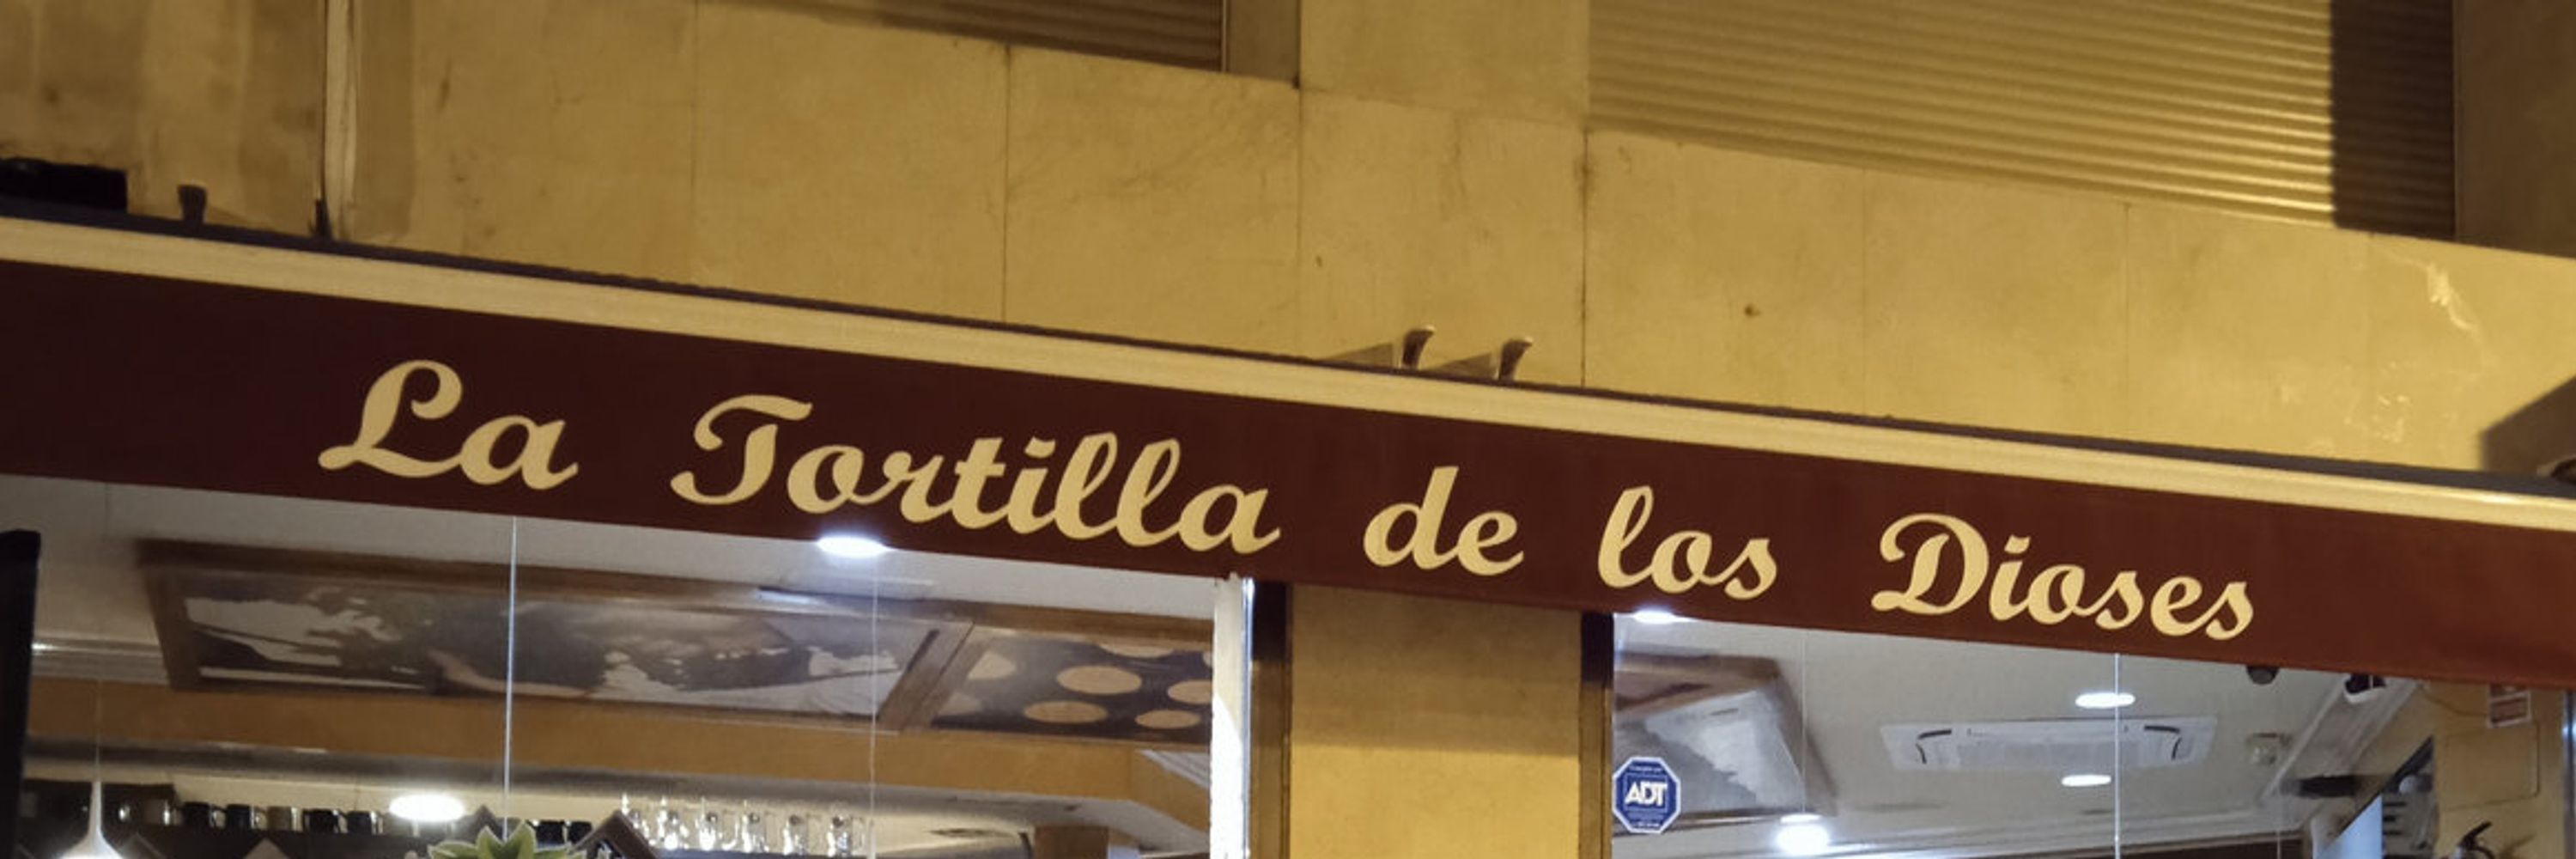 La Tortilla de los Dioses
ADT